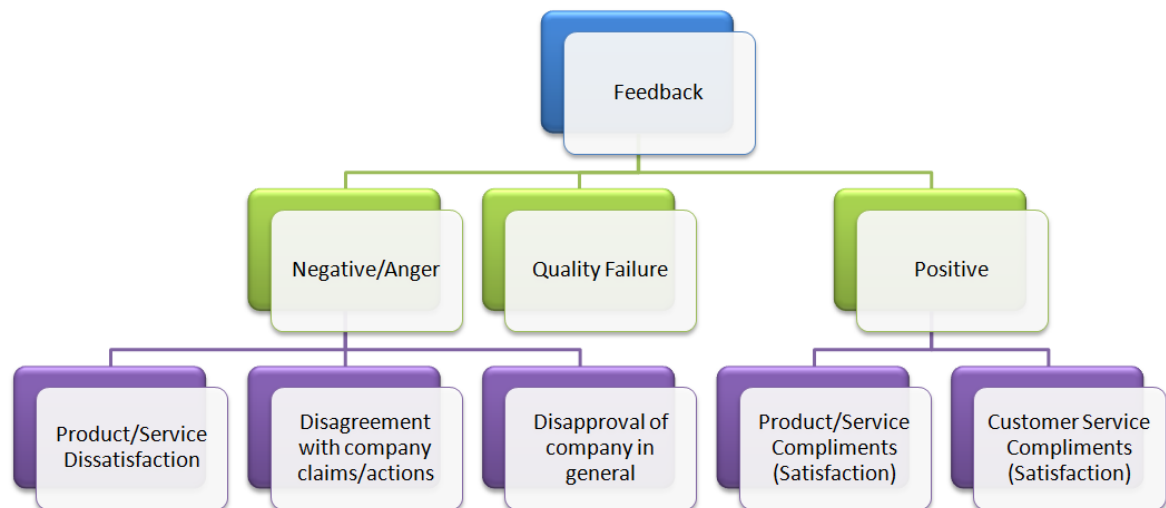 Feedback
Negative/Anger
Quality Failure
Positive
Product/Service
Dissatisfaction
Disagreement
with company
claims/actions
Disapproval of
company in
general
Product/Service
Compliments
(Satisfaction)
Customer Service
Compliments
(Satisfaction)